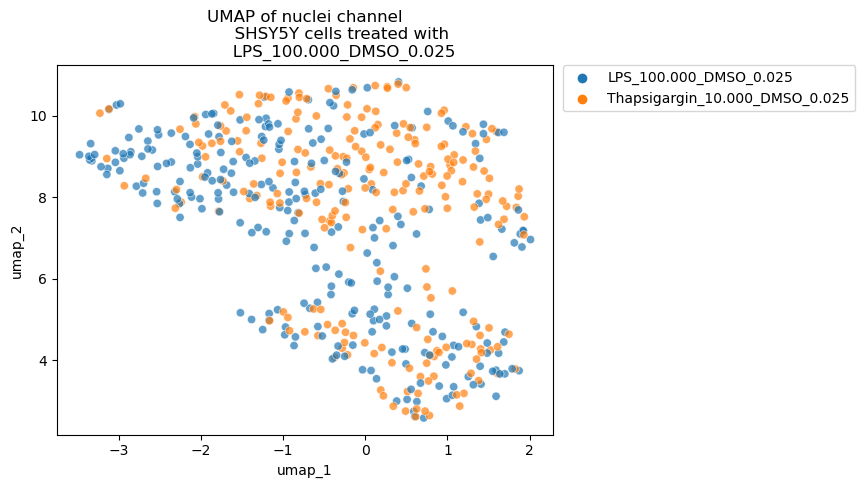 UMAP of nuclei channel
SHSY5Y cells treated with
LPS_100.000_DMSO_0.025
LPS_100.000_DMSO_0.025
Thapsigargin_10.000_DMSO_0.025
10
8
6
4
umap_2
−3
−2
−1
0
1
2
umap_1